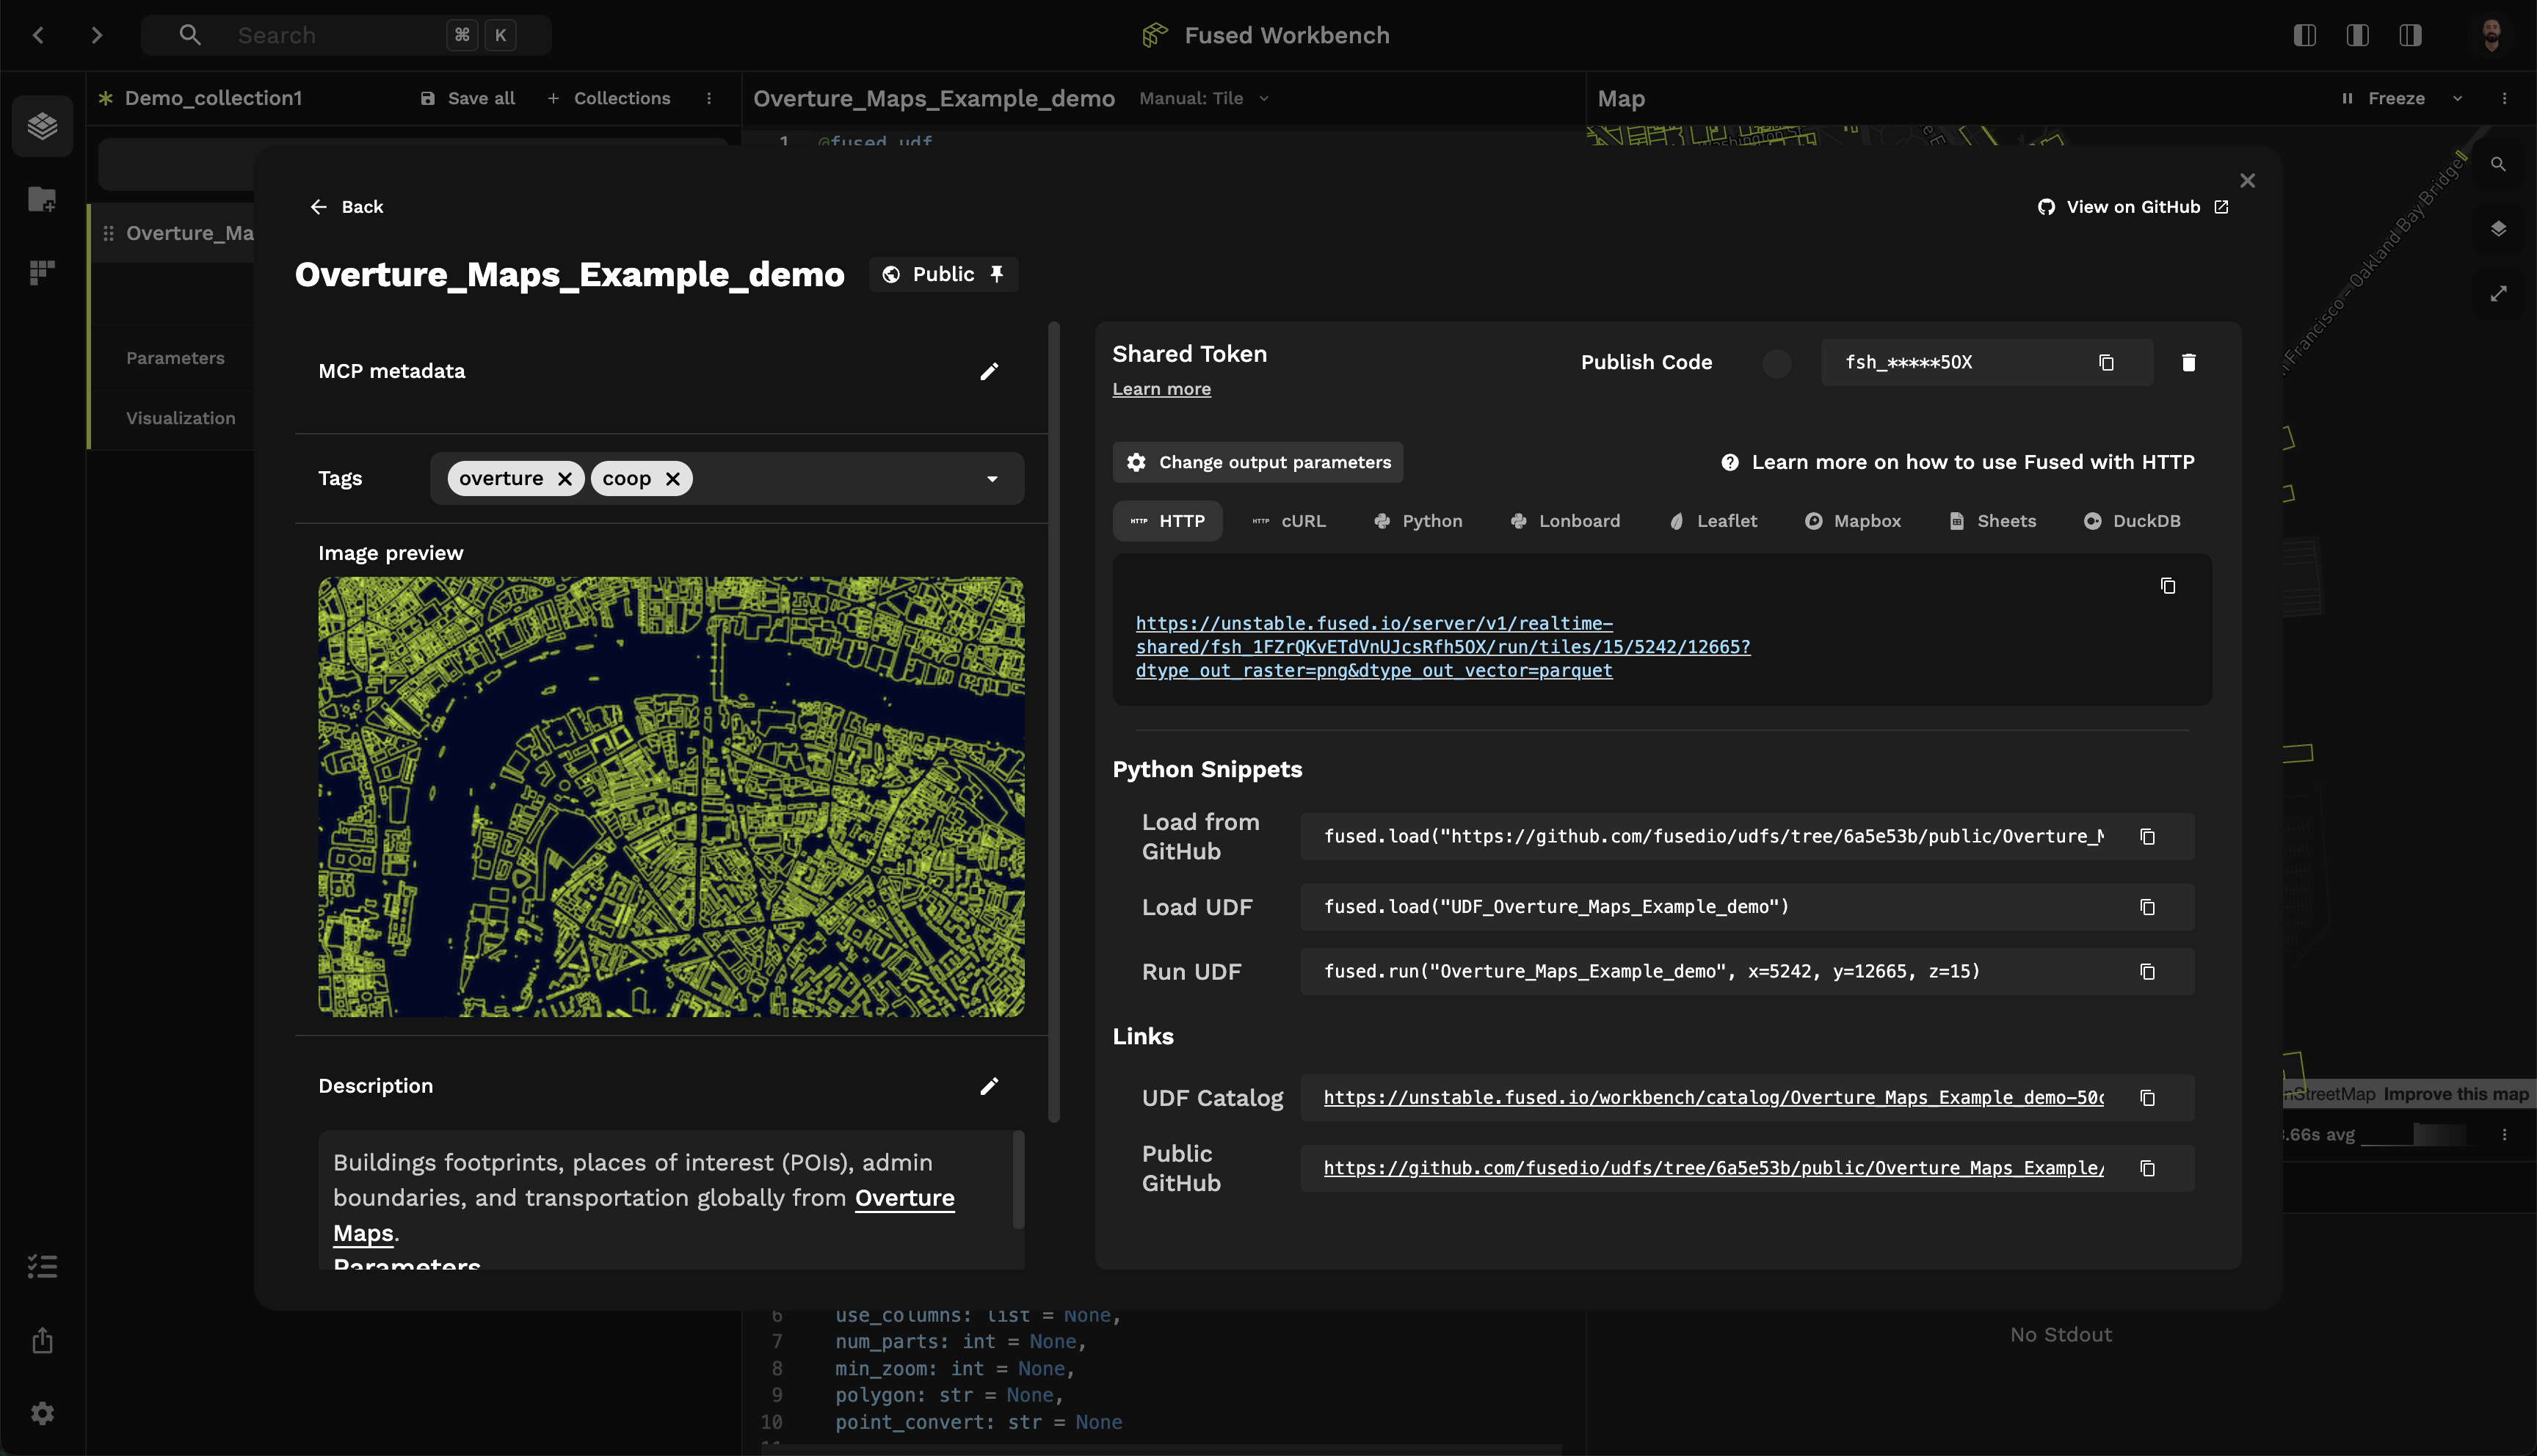 Search
⌘ K
Fused Workbench
Demo_collection1
Save all
Collections
Overture_Maps_Example_demo
Manual: Tile
Map
Freeze
1 @fused.udf
Overture_Ma
Parameters
Visualization
Back
View on GitHub
Overture_Maps_Example_demo
Public
MCP metadata
Tags
overture
coop
Image preview
Description
Buildings footprints, places of interest (POIs), admin
boundaries, and transportation globally from Overture
Maps.
Parameters
Shared Token
Learn more
Publish Code
fsh_*****5OX
Change output parameters
Learn more on how to use Fused with HTTP
HTTP HTTP
HTTP cURL
Python
Lonboard
Leaflet
Mapbox
Sheets
DuckDB
https://unstable.fused.io/server/v1/realtime-
shared/fsh_1FZrQKvETdVnUJcsRfh5OX/run/tiles/15/5242/12665?
dtype_out_raster=png&dtype_out_vector=parquet
Python Snippets
Load from
GitHub
fused.load("https://github.com/fusedio/udfs/tree/6a5e53b/public/Overture_M
Load UDF
fused.load("UDF_Overture_Maps_Example_demo")
Run UDF
fused.run("Overture_Maps_Example_demo", x=5242, y=12665, z=15)
Links
UDF Catalog
https://unstable.fused.io/workbench/catalog/Overture_Maps_Example_demo-50c
Public
GitHub
https://github.com/fusedio/udfs/tree/6a5e53b/public/Overture_Maps_Example/
Washington St
Francisco - Oakland Bay Bridge
nStreetMap Improve this map
.66s avg
6 use_columns: list = None,
7 num_parts: int = None,
8 min_zoom: int = None,
9 polygon: str = None,
10 point_convert: str = None
No Stdout